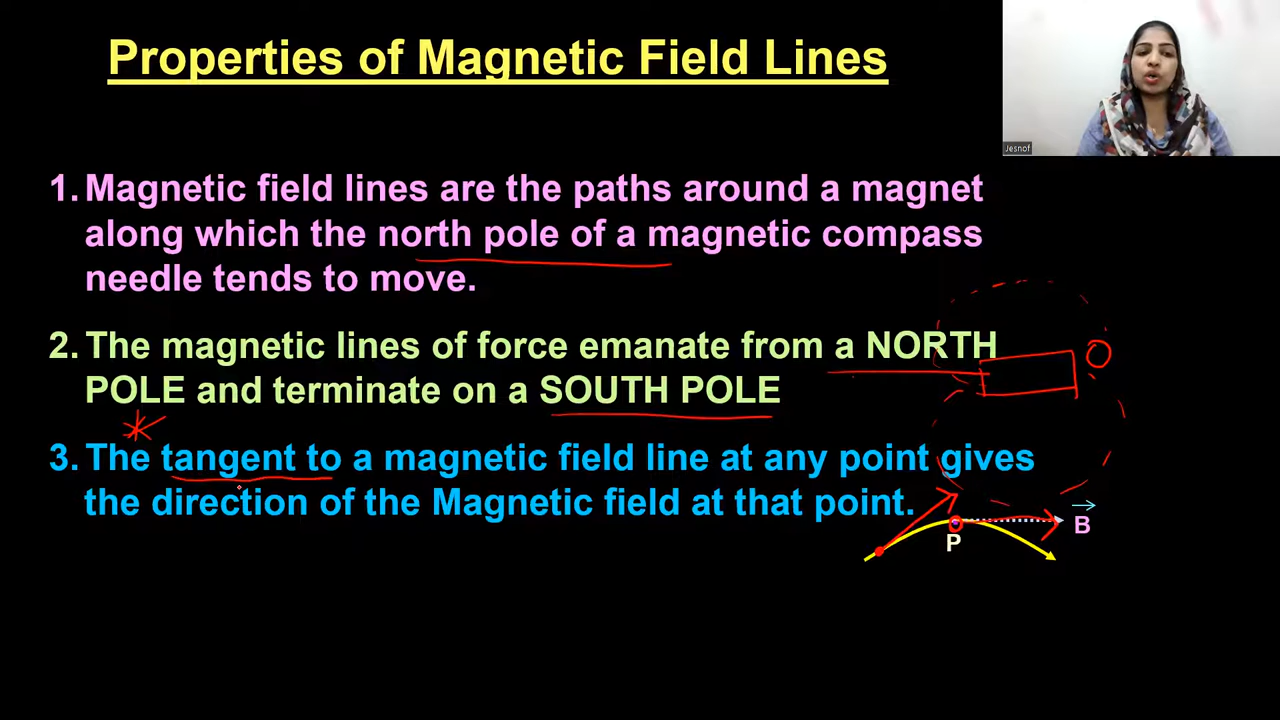 Properties of Magnetic Field Lines
Jesnof
1. Magnetic field lines are the paths around a magnet
along which the north pole of a magnetic compass
needle tends to move.
2. The magnetic lines of force emanate from a NORTH
POLE and terminate on a SOUTH POLE
3. The tangent to a magnetic field line at any point gives
the direction of the Magnetic field at that point.
B
P